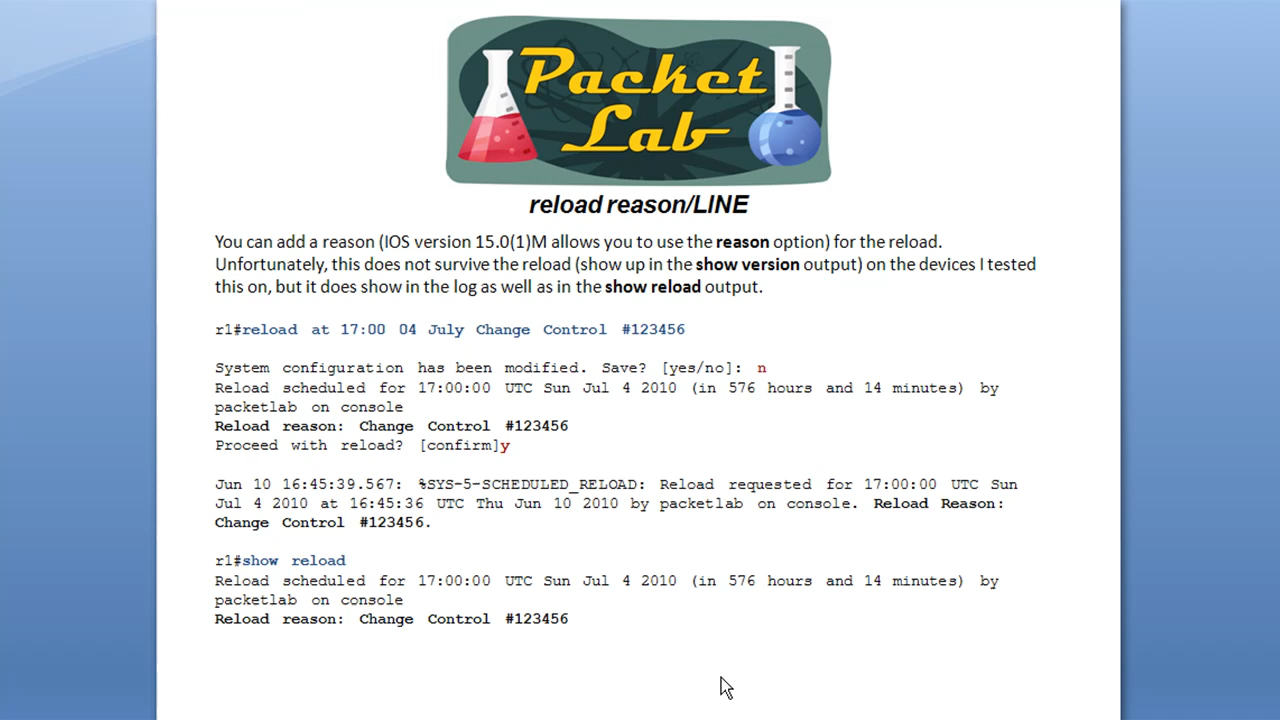 Packet
Lab
reload reason/LINE
You can add a reason (IOS version 15.0(1)M allows you to use the reason option) for the reload.
Unfortunately, this does not survive the reload (show up in the show version output) on the devices I tested
this on, but it does show in the log as well as in the show reload output.
r1#reload at 17:00 04 July Change Control #123456
System configuration has been modified. Save? [yes/no]: n
Reload scheduled for 17:00:00 UTC Sun Jul 4 2010 (in 576 hours and 14 minutes) by
packetlab on console
Reload reason: Change Control #123456
Proceed with reload? [confirm]y
Jun 10 16:45:39.567: %SYS-5-SCHEDULED_RELOAD: Reload requested for 17:00:00 UTC Sun
Jul 4 2010 at 16:45:36 UTC Thu Jun 10 2010 by packetlab on console. Reload Reason:
Change Control #123456.
r1#show reload
Reload scheduled for 17:00:00 UTC Sun Jul 4 2010 (in 576 hours and 14 minutes) by
packetlab on console
Reload reason: Change Control #123456